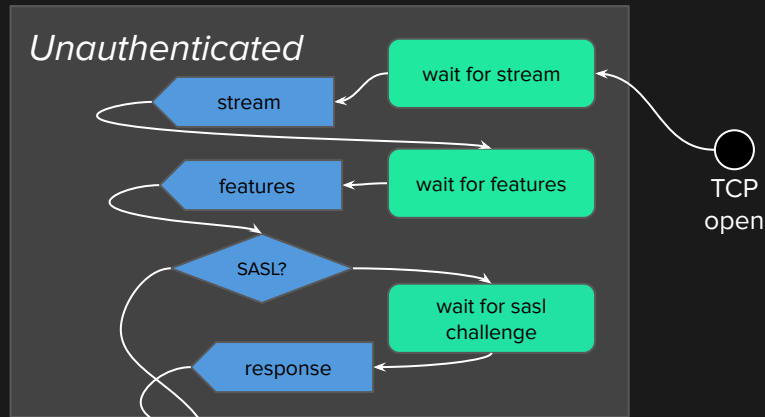 Unauthenticated
wait for stream
stream
TCP
open
features
wait for features
SASL?
wait for sasl
challenge
response